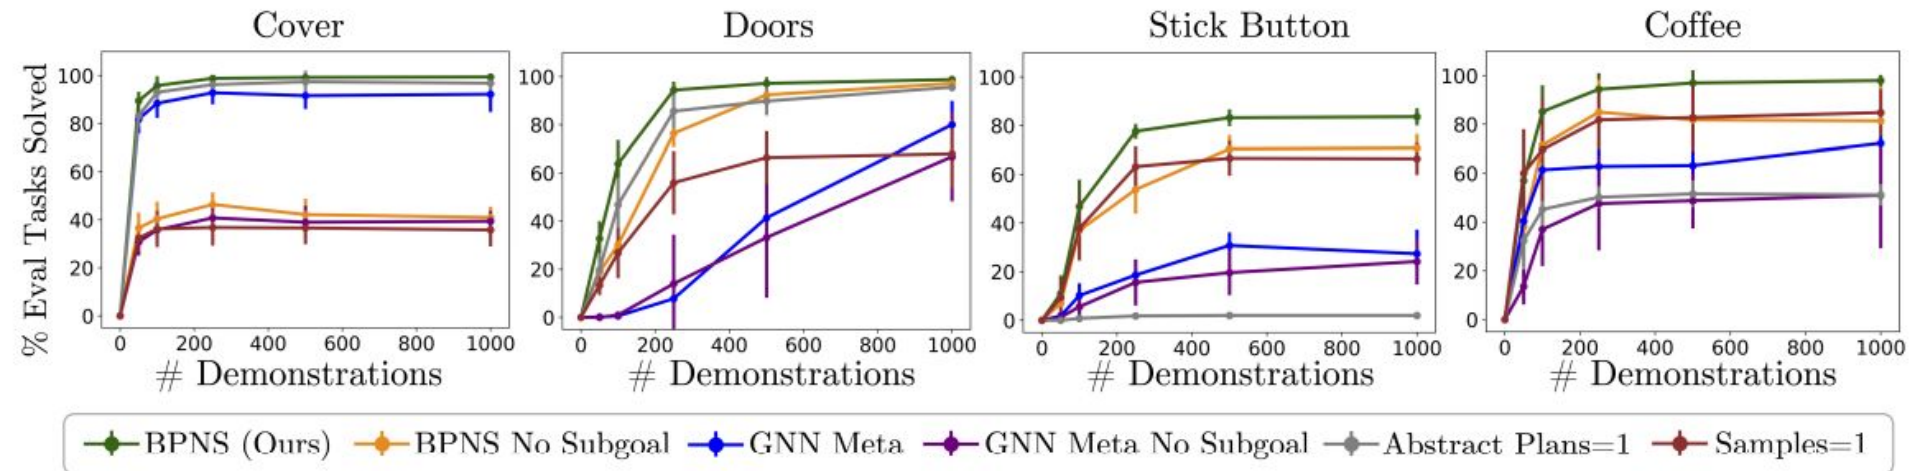 Cover Doors Stick Button Coffee
% Eval Tasks Solved
100 100 100 100
80 80 80 80
60 60 60 60
40 40 40 40
20 20 20 20
0 0 0 0
0 200 400 600 800 1000 0 200 400 600 800 1000 0 200 400 600 800 1000 0 200 400 600 800 1000
# Demonstrations # Demonstrations # Demonstrations # Demonstrations
BPNS (Ours) BPNS No Subgoal GNN Meta GNN Meta No Subgoal Abstract Plans=1 Samples=1